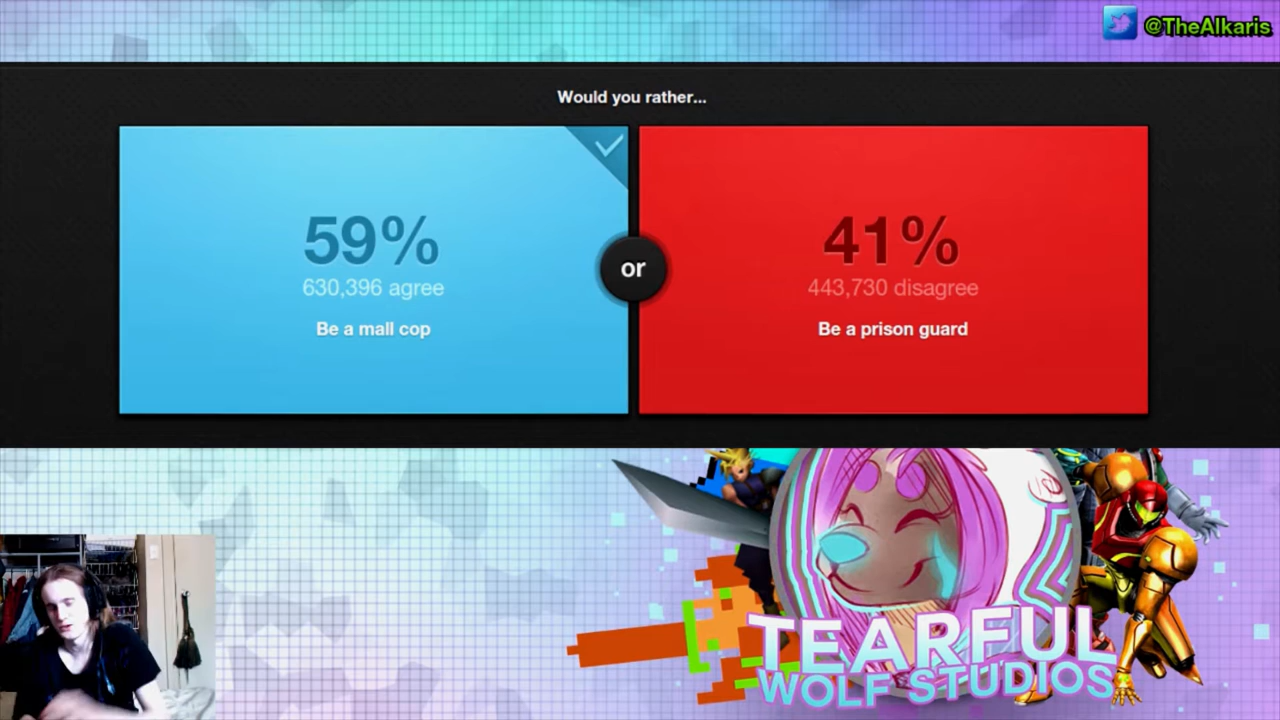 @TheAlkaris
Would you rather...
59%
630,396 agree
Be a mall cop
or
41%
443,730 disagree
Be a prison guard
TEARFUL
WOLF STUDIOS